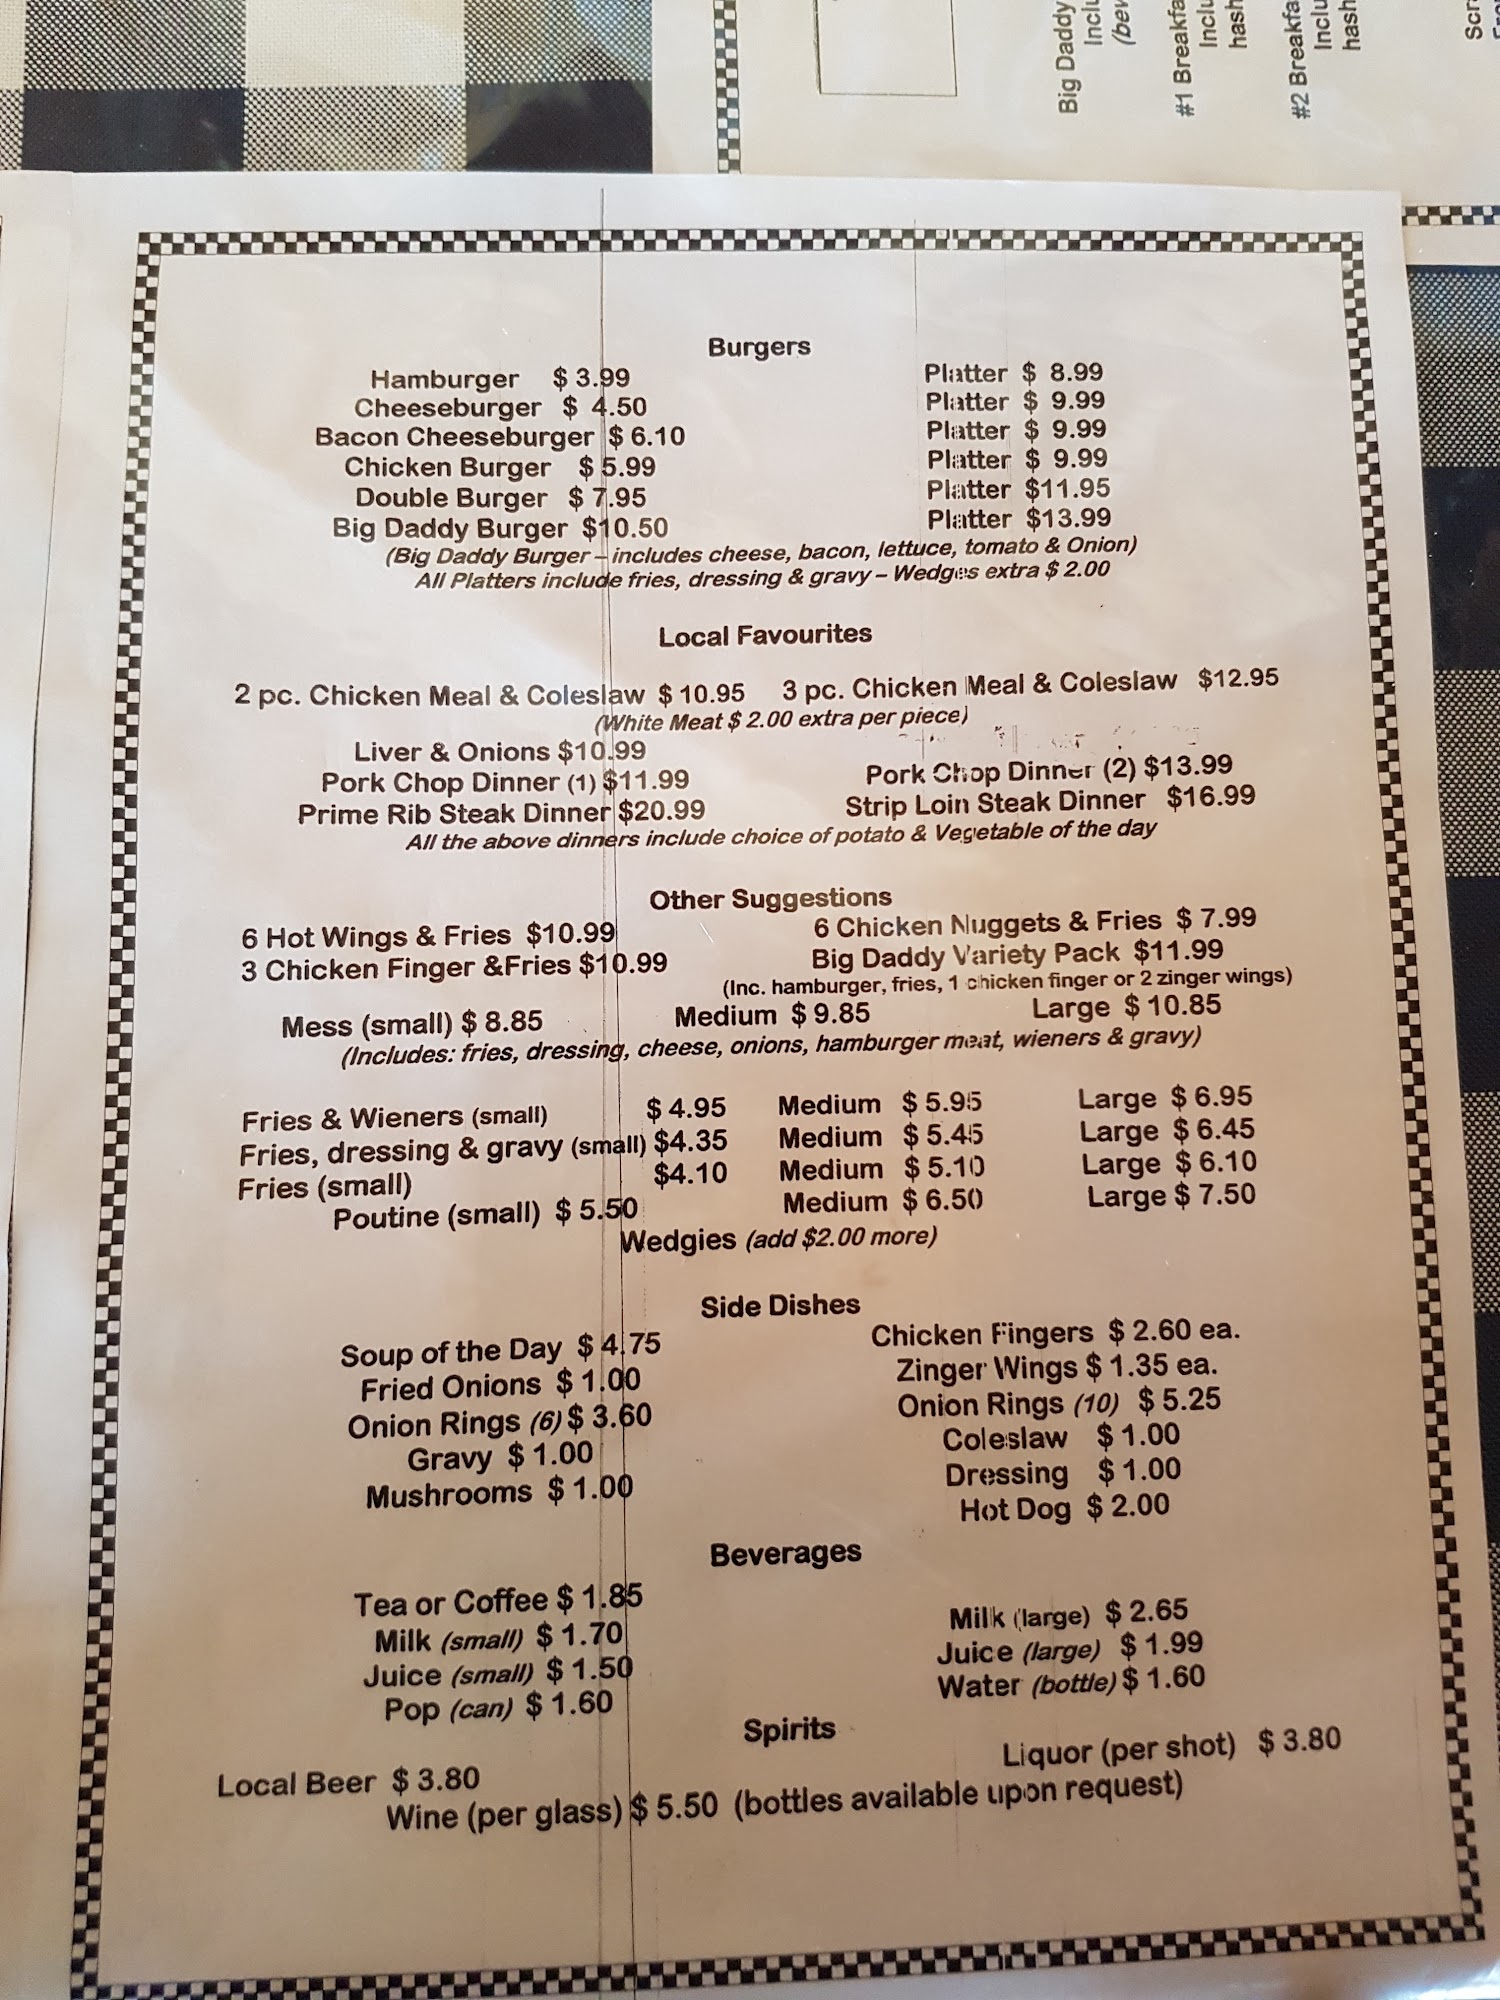 Big Daddy
Inclu
(bev
#1 Breakfa
Inclu
hash
#2 Breakfa
Inclu
hash
Scr
Burgers
Hamburger $ 3.99 Platter $ 8.99
Cheeseburger $ 4.50 Platter $ 9.99
Bacon Cheeseburger $ 6.10 Platter $ 9.99
Chicken Burger $ 5.99 Platter $ 9.99
Double Burger $ 7.95 Platter $11.95
Big Daddy Burger $10.50 Platter $13.99
(Big Daddy Burger – includes cheese, bacon, lettuce, tomato & Onion)
All Platters include fries, dressing & gravy – Wedges extra $ 2.00
Local Favourites
2 pc. Chicken Meal & Coleslaw $ 10.95 3 pc. Chicken Meal & Coleslaw $12.95
(White Meat $ 2.00 extra per piece)
Liver & Onions $10.99
Pork Chop Dinner (1) $11.99 Pork Chop Dinner (2) $13.99
Prime Rib Steak Dinner $20.99 Strip Loin Steak Dinner $16.99
All the above dinners include choice of potato & Vegetable of the day
Other Suggestions
6 Hot Wings & Fries $10.99 6 Chicken Nuggets & Fries $ 7.99
3 Chicken Finger &Fries $10.99 Big Daddy Variety Pack $11.99
(Inc. hamburger, fries, 1 chicken finger or 2 zinger wings)
Mess (small) $ 8.85 Medium $ 9.85 Large $ 10.85
(Includes: fries, dressing, cheese, onions, hamburger meat, wieners & gravy)
Fries & Wieners (small) $ 4.95 Medium $ 5.95 Large $ 6.95
Fries, dressing & gravy (small) $4.35 Medium $ 5.45 Large $ 6.45
Fries (small) $4.10 Medium $ 5.10 Large $ 6.10
Poutine (small) $ 5.50 Medium $ 6.50 Large $ 7.50
Wedgies (add $2.00 more)
Side Dishes
Soup of the Day $ 4.75 Chicken Fingers $ 2.60 ea.
Fried Onions $ 1.00 Zinger Wings $ 1.35 ea.
Onion Rings (6) $ 3.60 Onion Rings (10) $ 5.25
Gravy $ 1.00 Coleslaw $ 1.00
Mushrooms $ 1.00 Dressing $ 1.00
Hot Dog $ 2.00
Beverages
Tea or Coffee $ 1.85 Milk (large) $ 2.65
Milk (small) $ 1.70 Juice (large) $ 1.99
Juice (small) $ 1.50 Water (bottle) $ 1.60
Pop (can) $ 1.60
Spirits
Local Beer $ 3.80 Liquor (per shot) $ 3.80
Wine (per glass) $ 5.50 (bottles available upon request)